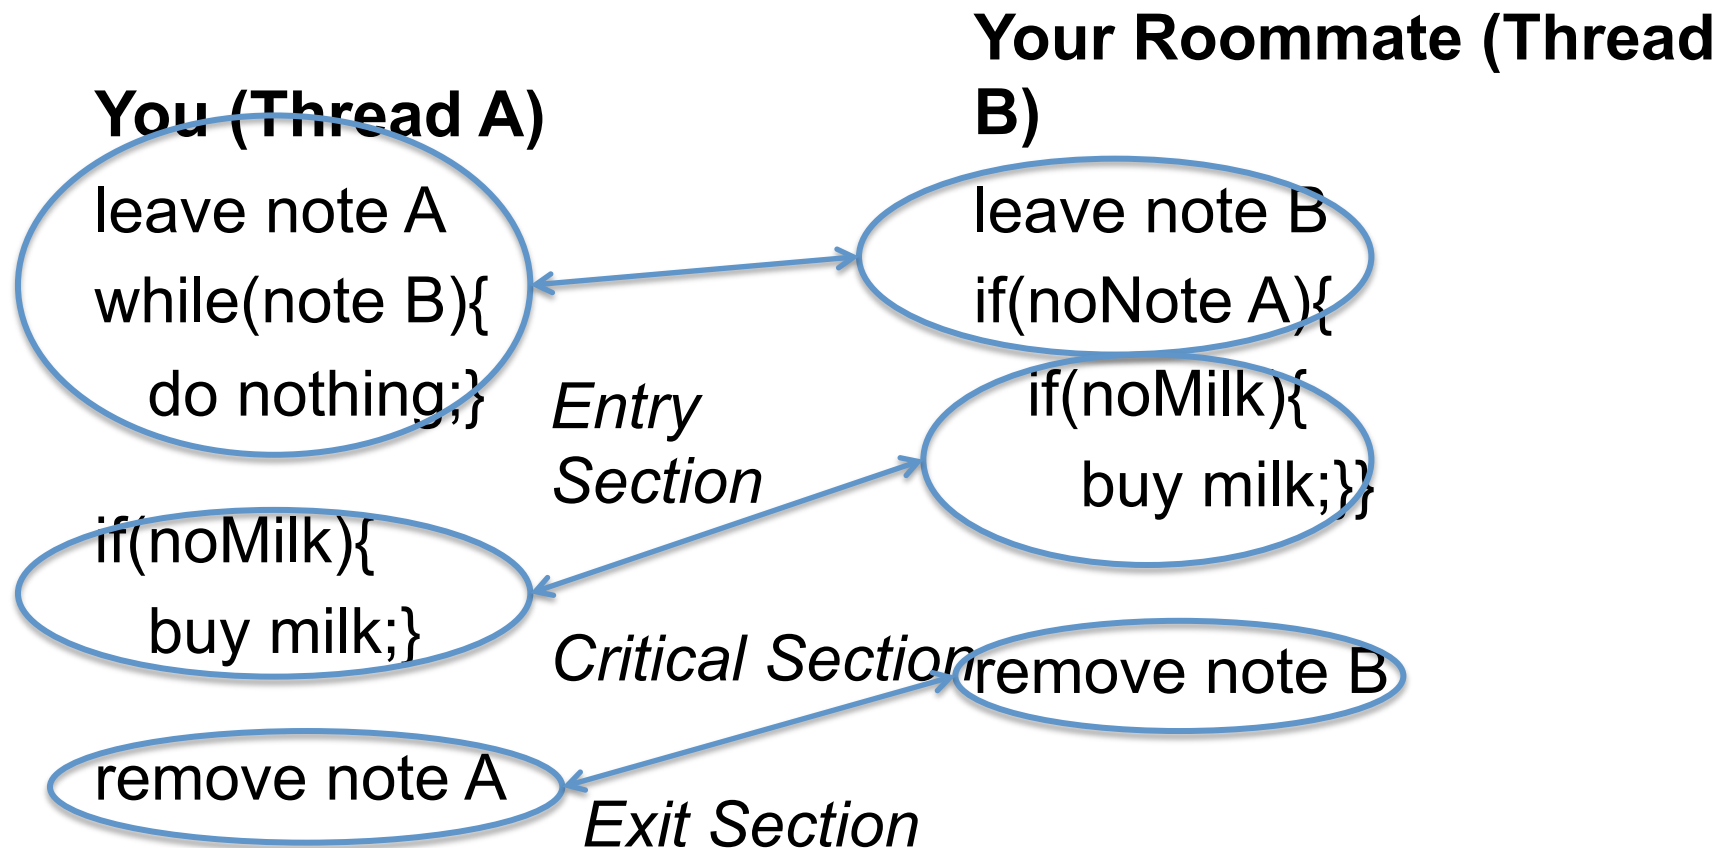 You (Thread A)
leave note A
while(note B){
do nothing;}
if(noMilk){
buy milk;}
remove note A
Entry
Section
Critical Section
Exit Section
Your Roommate (Thread
B)
leave note B
if(noNote A){
if(noMilk){
buy milk;}}
remove note B